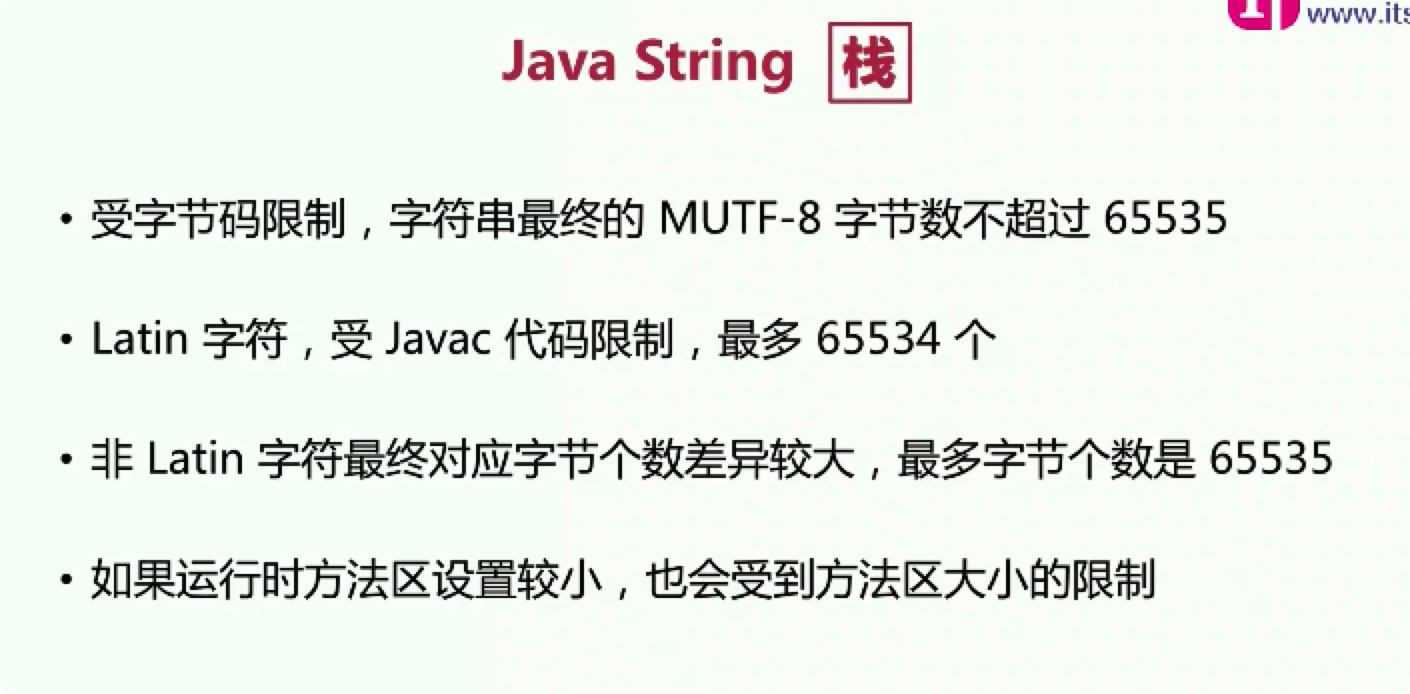 www.its
Java String 栈
• 受字节码限制，字符串最终的 MUTF-8 字节数不超过 65535
• Latin 字符，受 Javac 代码限制，最多 65534 个
• 非 Latin 字符最终对应字节个数差异较大，最多字节个数是 65535
• 如果运行时方法区设置较小，也会受到方法区大小的限制